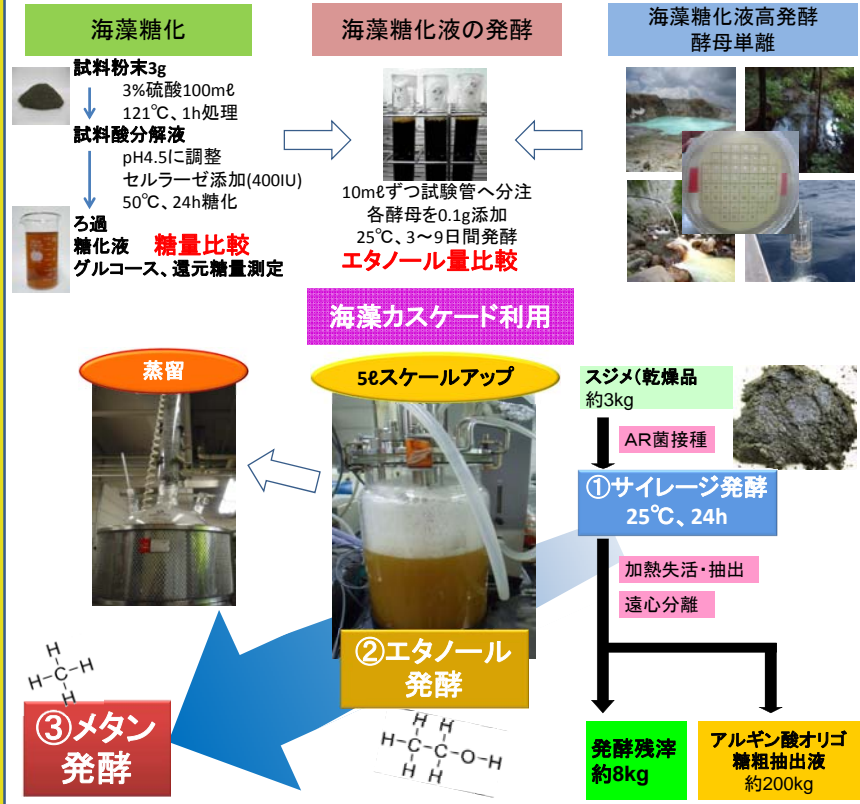 海藻糖化
海藻糖化液の発酵
海藻糖化液高発酵
酵母単離
試料粉末3g
3%硫酸100mℓ
121℃、1h処理
試料酸分解液
pH4.5に調整
セルラーゼ添加(400IU)
50℃、24h糖化
ろ過
糖化液 糖量比較
グルコース、還元糖量測定
10mℓずつ試験管へ分注
各酵母を0.1g添加
25℃、3～9日間発酵
エタノール量比較
海藻カスケード利用
蒸留
5ℓスケールアップ
スジメ(乾燥品
約3kg
AR菌接種
①サイレージ発酵
25℃、24h
加熱失活・抽出
遠心分離
②エタノール
発酵
③メタン
発酵
H
H
C
H
H
H H
H-C-C-O-H
H H
発酵残滓
約8kg
アルギン酸オリゴ
糖粗抽出液
約200kg